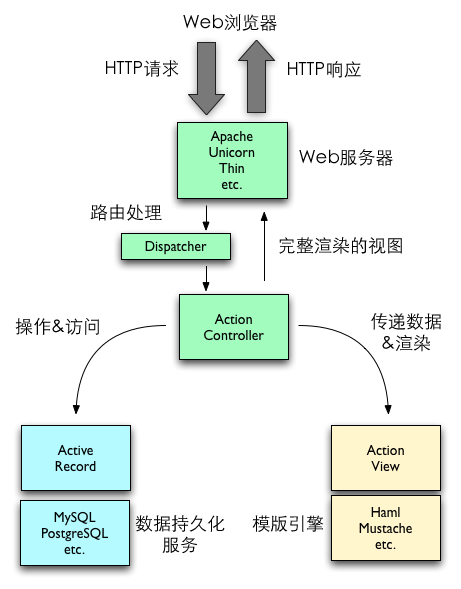 Web浏览器
HTTP请求
HTTP响应
Apache
Unicorn
Thin
etc.
Web服务器
路由处理
Dispatcher
完整渲染的视图
Action
Controller
操作&访问
传递数据
&渲染
Active
Record
Action
View
MySQL
PostgreSQL
etc.
数据持久化
服务
模版引擎
Haml
Mustache
etc.